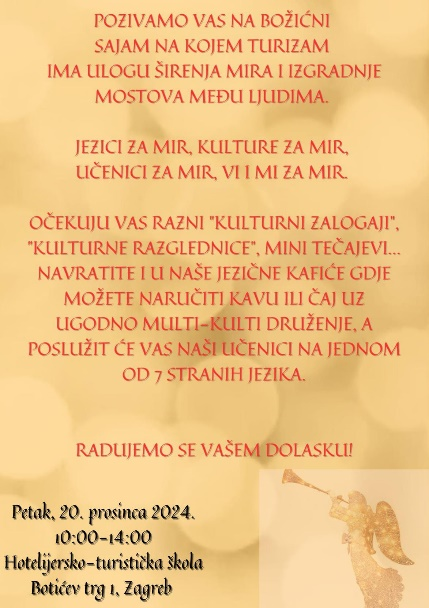 POZIVAMO VAS NA BOŽIĆNI
SAJAM NA KOJEM TURIZAM
IMA ULOGU ŠIRENJA MIRA I IZGRADNJE
MOSTOVA MEĐU LJUDIMA.
JEZICI ZA MIR, KULTURE ZA MIR,
UČENICI ZA MIR, VI I MI ZA MIR.
OČEKUJU VAS RAZNI "KULTURNI ZALOGAJI",
"KULTURNE RAZGLEDNICE", MINI TEČAJEVI...
NAVRATITE I U NAŠE JEZIČNE KAFIĆE GDJE
MOŽETE NARUČITI KAVU ILI ČAJ UZ
UGODNO MULTI-KULTI DRUŽENJE, A
POSLUŽIT ĆE VAS NAŠI UČENICI NA JEDNOM
OD 7 STRANIH JEZIKA.
RADUJEMO SE VAŠEM DOLASKU!
Petak, 20. prosinca 2024.
10:00-14:00
Hotelijersko-turistička škola
Botićev trg 1, Zagreb